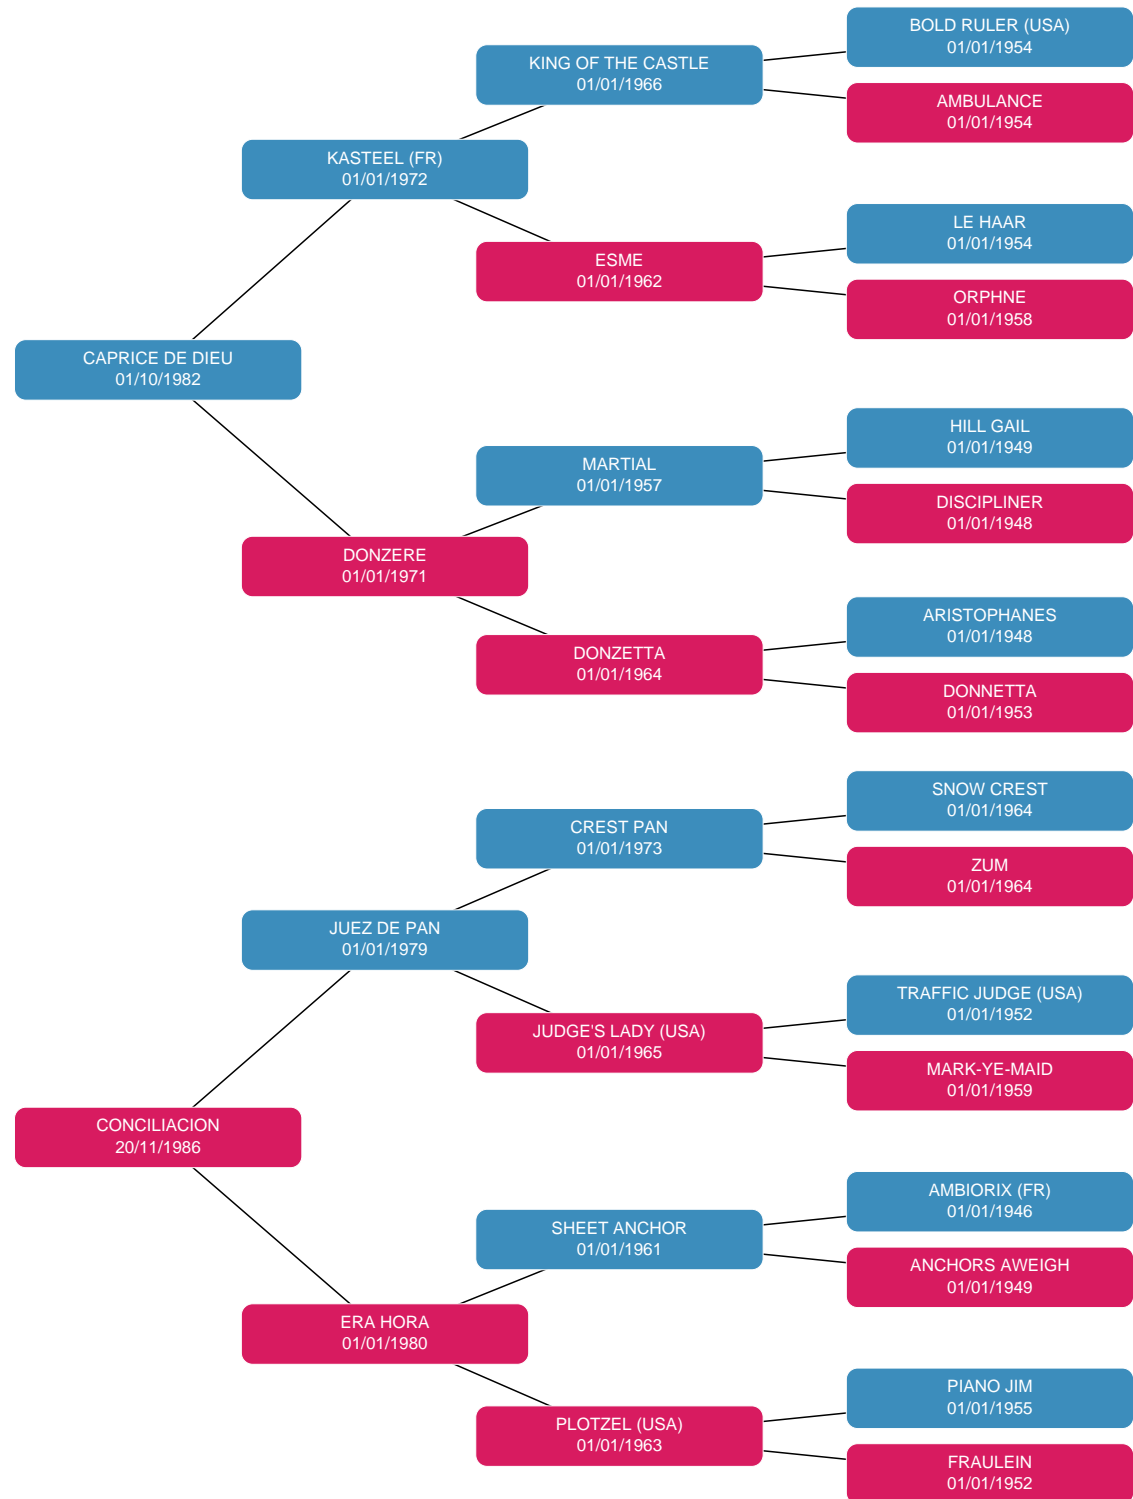 BOLD RULER (USA)
01/01/1954
KING OF THE CASTLE
01/01/1966
AMBULANCE
01/01/1954
KASTEEL (FR)
01/01/1972
LE HAAR
01/01/1954
ESME
01/01/1962
ORPHNE
01/01/1958
CAPRICE DE DIEU
01/10/1982
HILL GAIL
01/01/1949
MARTIAL
01/01/1957
DISCIPLINER
01/01/1948
DONZERE
01/01/1971
ARISTOPHANES
01/01/1948
DONZETTA
01/01/1964
DONNETTA
01/01/1953
SNOW CREST
01/01/1964
CREST PAN
01/01/1973
ZUM
01/01/1964
JUEZ DE PAN
01/01/1979
TRAFFIC JUDGE (USA)
01/01/1952
JUDGE'S LADY (USA)
01/01/1965
MARK-YE-MAID
01/01/1959
CONCILIACION
20/11/1986
AMBIORIX (FR)
01/01/1946
SHEET ANCHOR
01/01/1961
ANCHORS AWEIGH
01/01/1949
ERA HORA
01/01/1980
PIANO JIM
01/01/1955
PLOTZEL (USA)
01/01/1963
FRAULEIN
01/01/1952